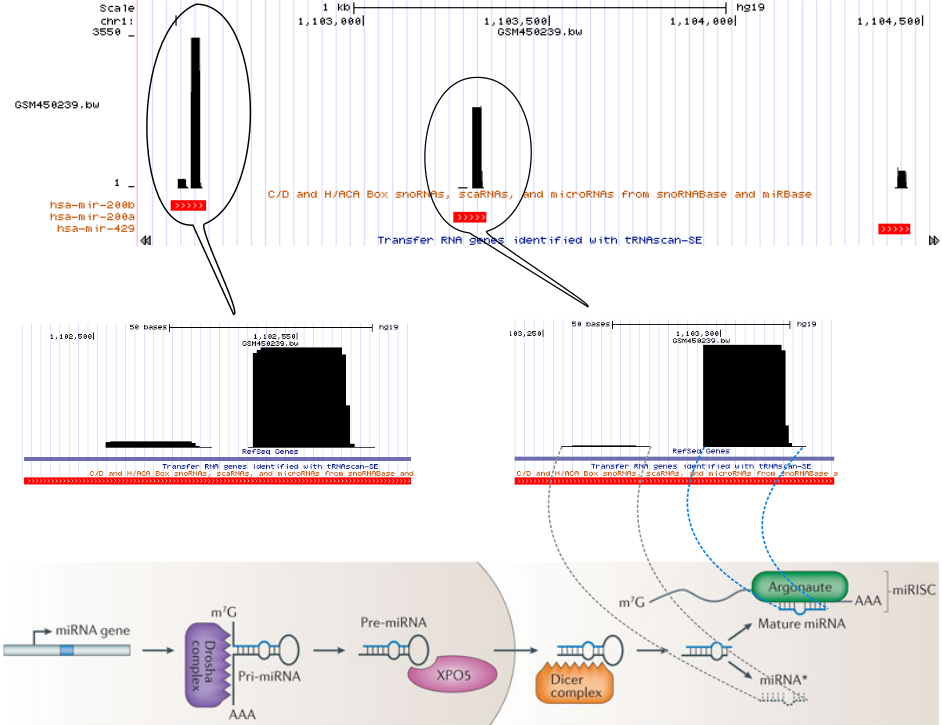 Scale 1 kb hg19
chr1: 1,103,000 1,103,500 1,104,000 1,104,500
3550 _ GSM450239.bw
GSM450239.bw
1 _
C/D and H/ACA Box snoRNAs, scaRNAs, and microRNAs from snoRNABase and miRBase
hsa-mir-200b
hsa-mir-200a
hsa-mir-429
Transfer RNA genes identified with tRNAscan-SE
50 bases hg19
1,102,500 1,102,550
GSM450239.bw
RefSeq Genes
Transfer RNA genes identified with tRNAscan-SE
C/D and H/ACA Box snoRNAs, scaRNAs, and microRNAs from snoRNABase and
50 bases hg19
03,250 1,103,300
GSM450239.bw
RefSeq Genes
Transfer RNA genes identified with tRNAscan-SE
C/D and H/ACA Box snoRNAs, scaRNAs, and microRNAs from snoRNABase a
miRNA gene
m⁷G
Drosha complex
Pri-miRNA
AAA
Pre-miRNA
XPO5
Dicer
complex
m⁷G
Argonaute
AAA
miRISC
Mature miRNA
miRNA*